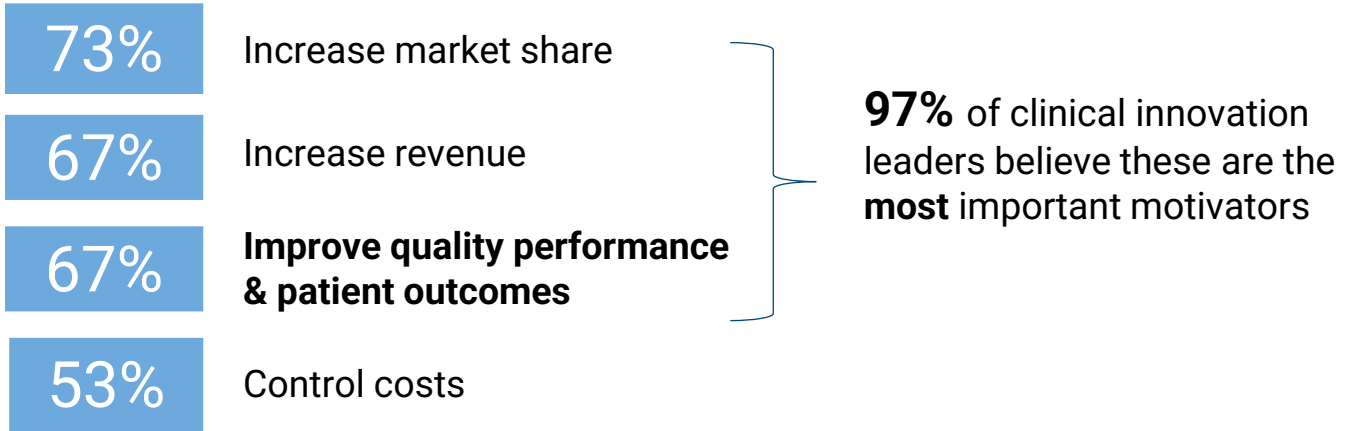 73%
Increase market share
67%
Increase revenue
67%
Improve quality performance
& patient outcomes
53%
Control costs
97% of clinical innovation
leaders believe these are the
most important motivators